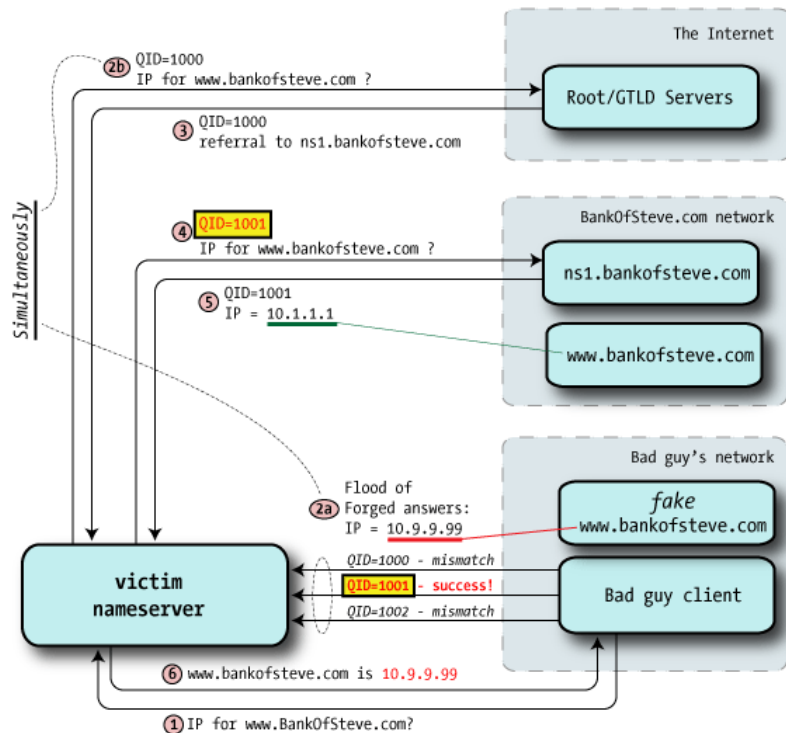 The Internet
2b
QID=1000
IP for www.bankofsteve.com ?
Root/GTLD Servers
3
QID=1000
referral to ns1.bankofsteve.com
Simultaneously
BankOfSteve.com network
4
QID=1001
IP for www.bankofsteve.com ?
ns1.bankofsteve.com
5
QID=1001
IP = 10.1.1.1
www.bankofsteve.com
Bad guy's network
2a
Flood of
Forged answers:
IP = 10.9.9.99
fake
www.bankofsteve.com
victim
nameserver
QID=1000 - mismatch
QID=1001 - success!
QID=1002 - mismatch
Bad guy client
6 www.bankofsteve.com is 10.9.9.99
1 IP for www.BankOfSteve.com?